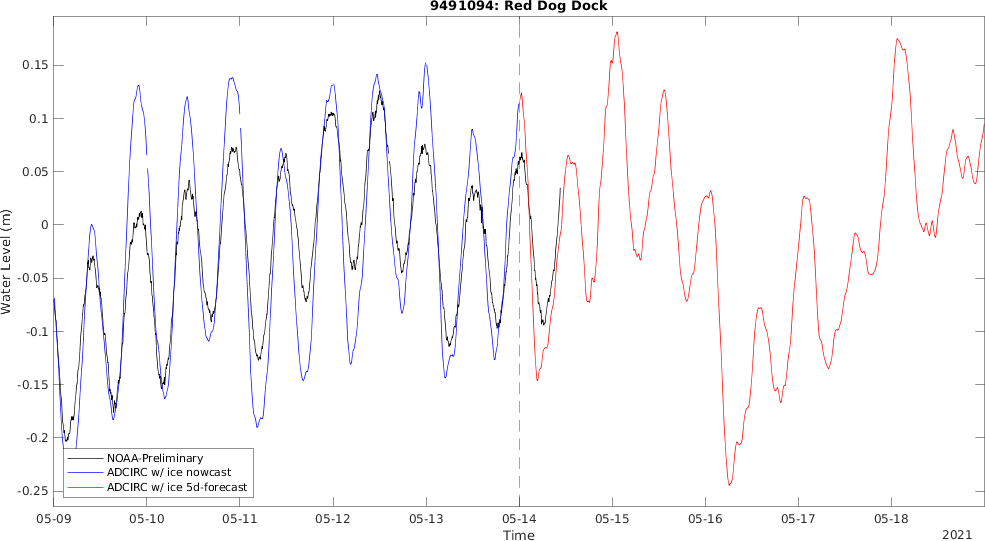 9491094: Red Dog Dock
0.15
0.1
0.05
0
-0.05
-0.1
-0.15
-0.2
-0.25
Water Level (m)
NOAA-Preliminary
ADCIRC w/ ice nowcast
ADCIRC w/ ice 5d-forecast
05-09 05-10 05-11 05-12 05-13 05-14 05-15 05-16 05-17 05-18
Time
2021